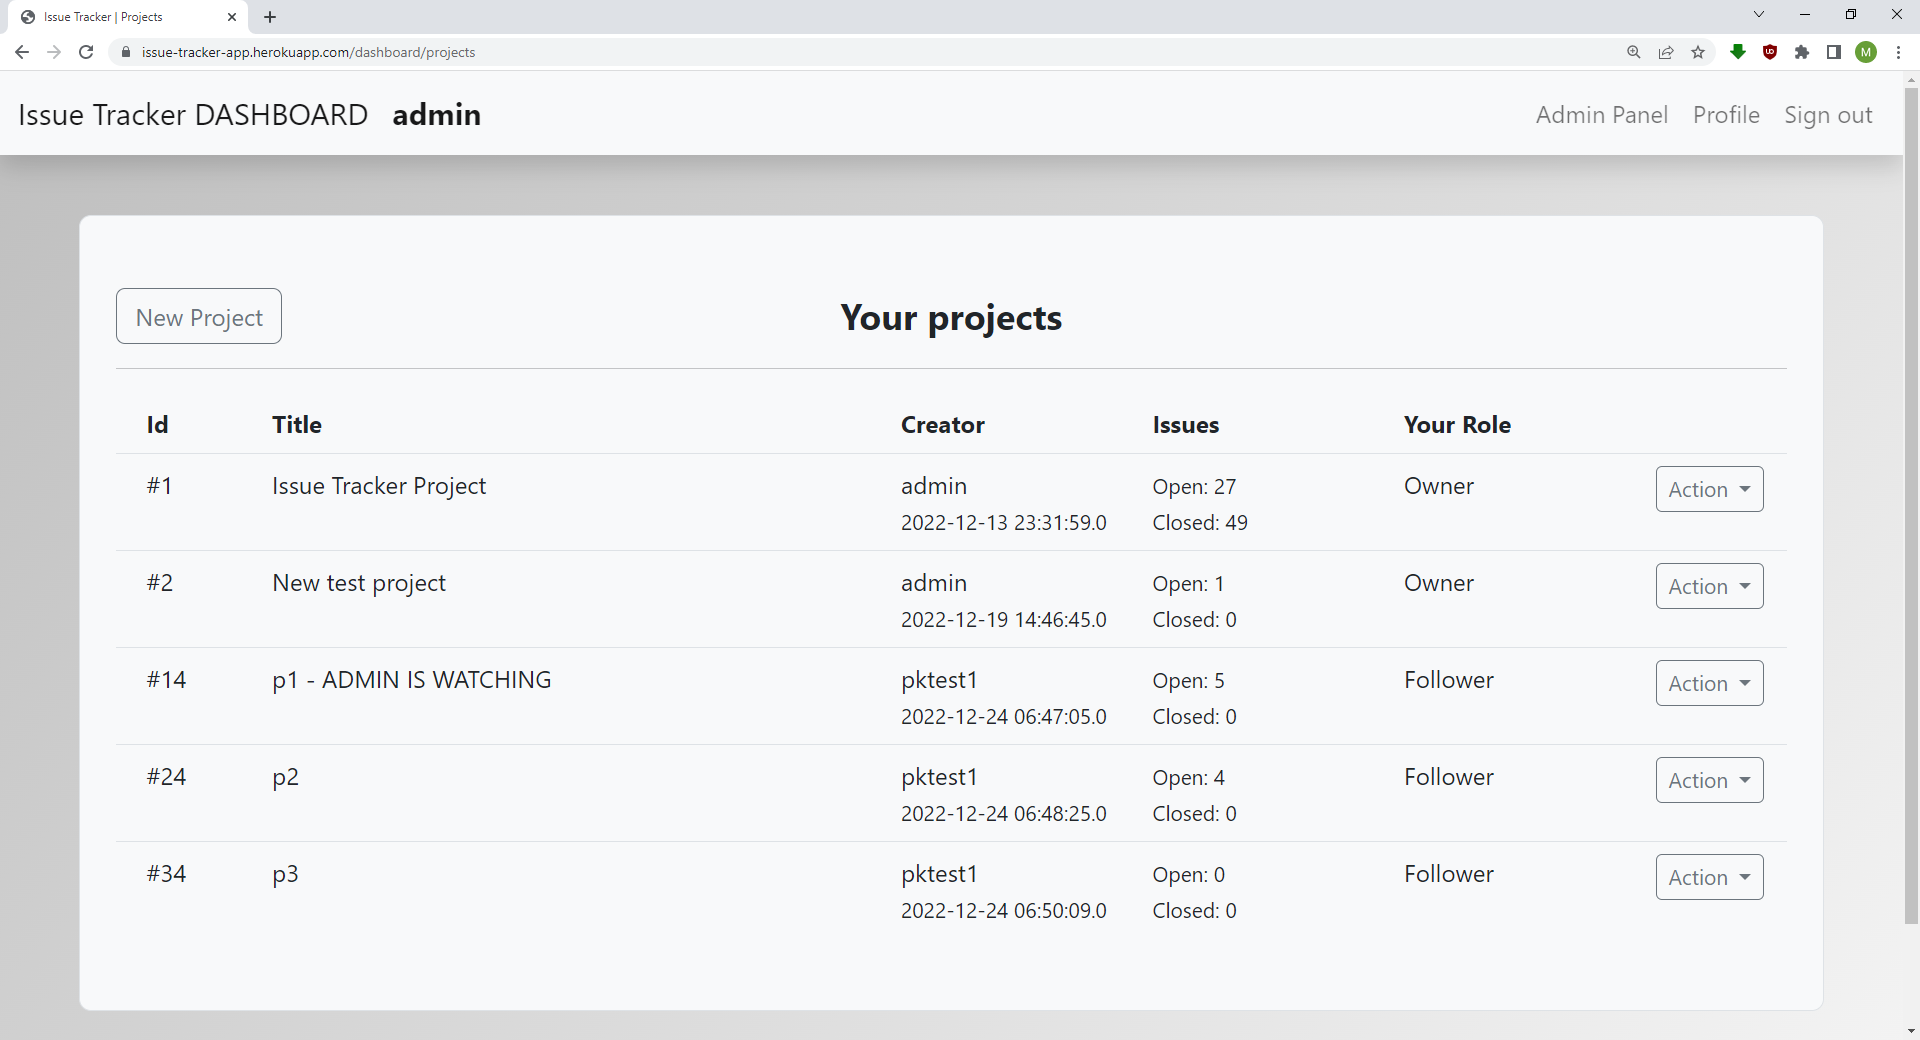 Issue Tracker | Projects
issue-tracker-app.herokuapp.com/dashboard/projects
M
Issue Tracker DASHBOARD admin Admin Panel Profile Sign out
New Project Your projects
Id Title Creator Issues Your Role
#1 Issue Tracker Project admin Open: 27 Owner Action
2022-12-13 23:31:59.0 Closed: 49
#2 New test project admin Open: 1 Owner Action
2022-12-19 14:46:45.0 Closed: 0
#14 p1 - ADMIN IS WATCHING pktest1 Open: 5 Follower Action
2022-12-24 06:47:05.0 Closed: 0
#24 p2 pktest1 Open: 4 Follower Action
2022-12-24 06:48:25.0 Closed: 0
#34 p3 pktest1 Open: 0 Follower Action
2022-12-24 06:50:09.0 Closed: 0